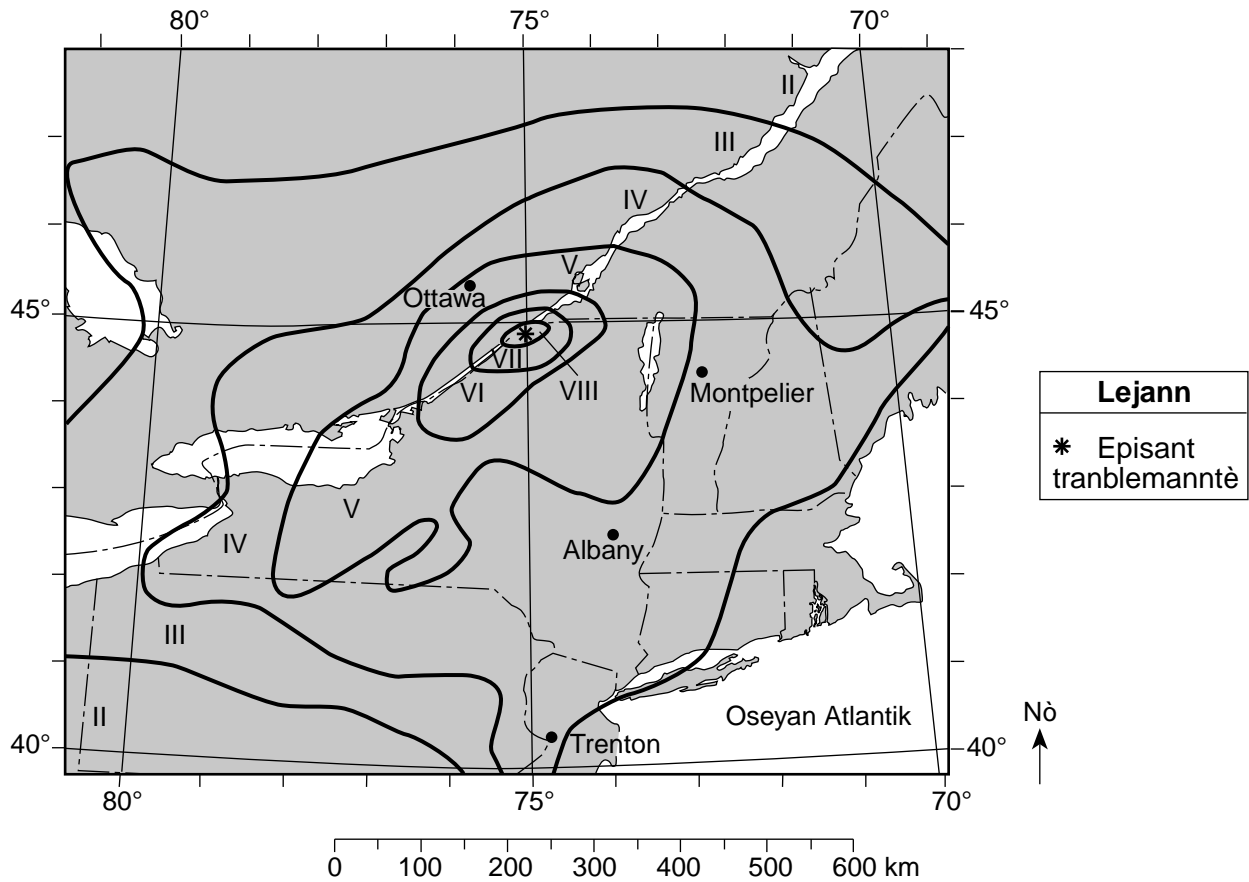 80° 75° 70°
II
III
IV
V
Ottawa
45° 45°
VII
VI VIII Montpelier
Lejann
Episant
tranblemanntè
V
IV Albany
III
II
Oseyan Atlantik
Nò
40° Trenton 40°
80° 75° 70°
0 100 200 300 400 500 600 km